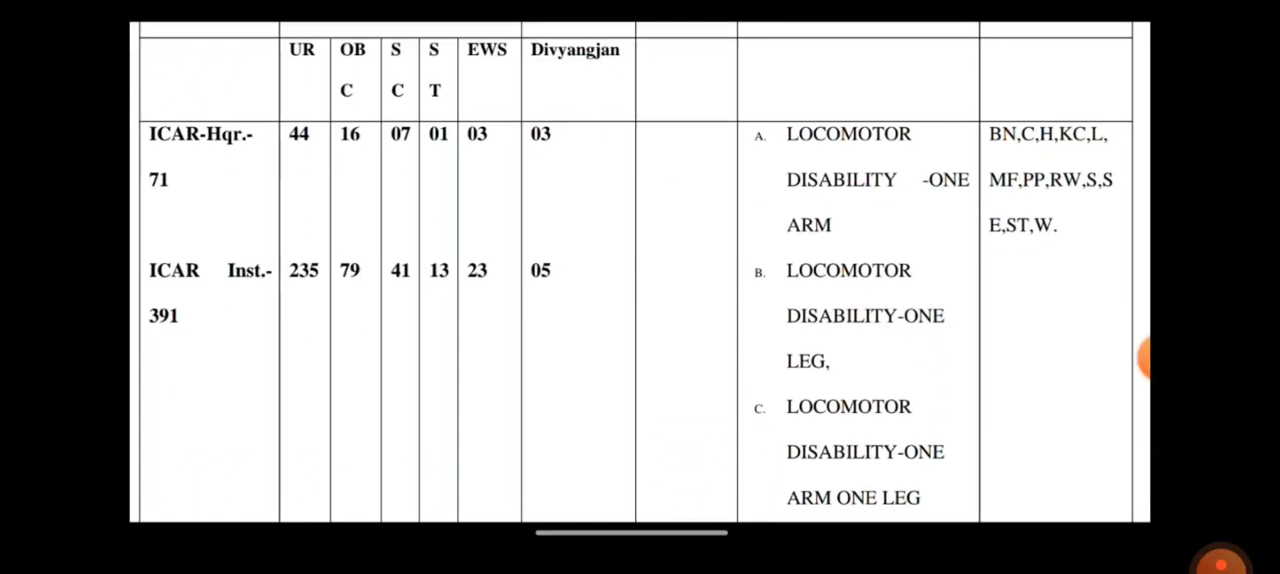 UR OB S S EWS Divyangjan
C C T
ICAR-Hqr.- 44 16 07 01 03 03 A. LOCOMOTOR BN,C,H,KC,L,
71 DISABILITY -ONE MF,PP,RW,S,S
ARM E,ST,W.
ICAR Inst.- 235 79 41 13 23 05 B. LOCOMOTOR
391 DISABILITY-ONE
LEG,
C. LOCOMOTOR
DISABILITY-ONE
ARM ONE LEG